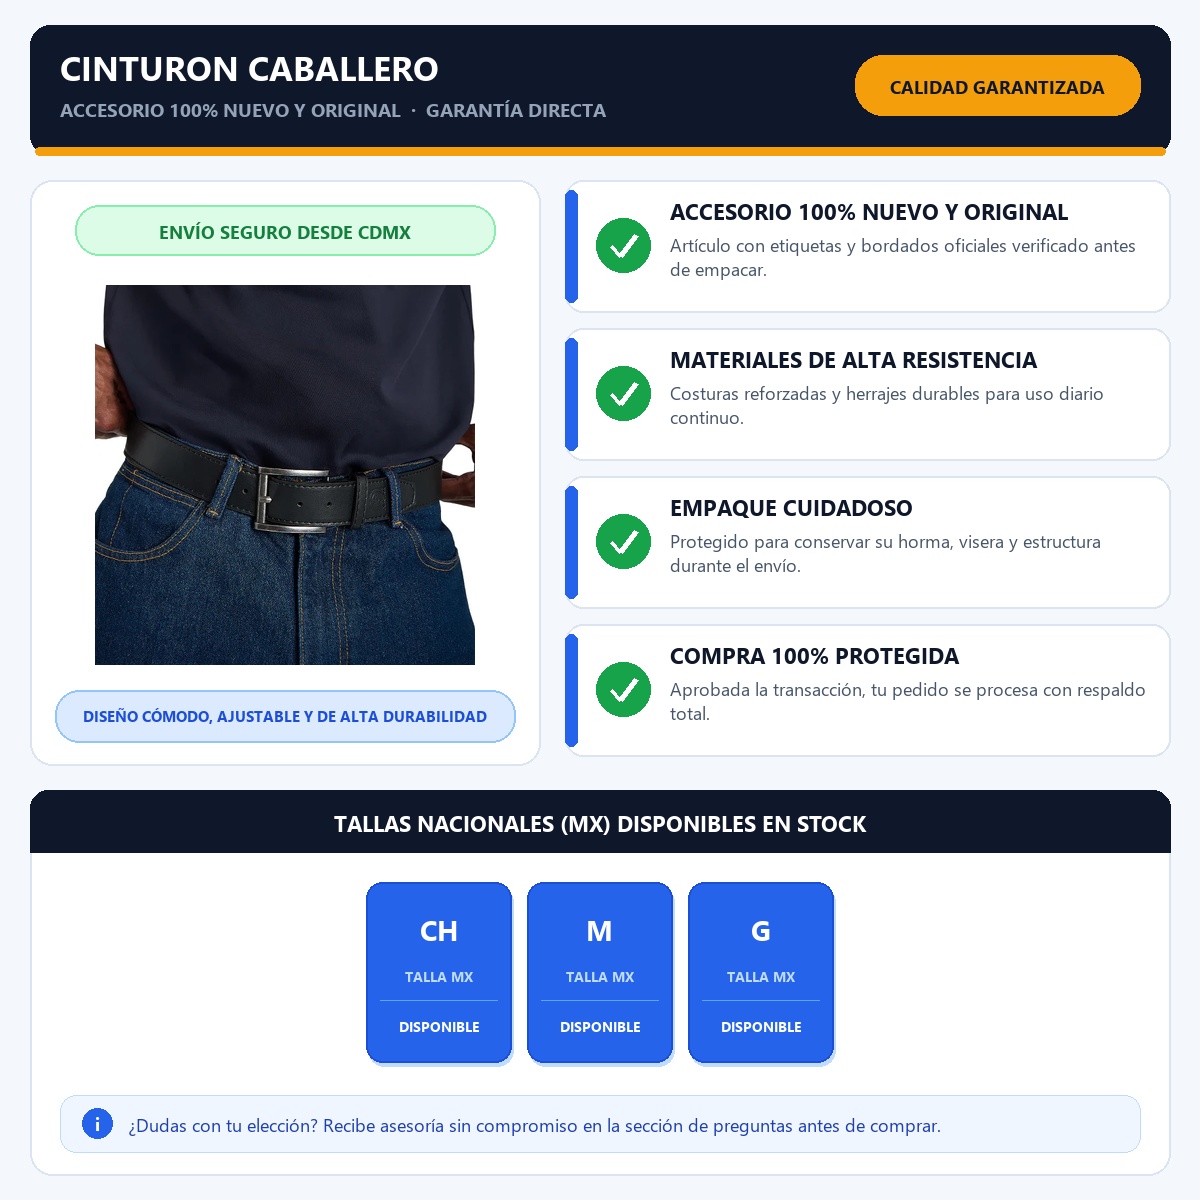 CINTURON CABALLERO
ACCESORIO 100% NUEVO Y ORIGINAL · GARANTÍA DIRECTA
CALIDAD GARANTIZADA
ENVÍO SEGURO DESDE CDMX
DISEÑO CÓMODO, AJUSTABLE Y DE ALTA DURABILIDAD
ACCESORIO 100% NUEVO Y ORIGINAL
Artículo con etiquetas y bordados oficiales verificado antes
de empacar.
MATERIALES DE ALTA RESISTENCIA
Costuras reforzadas y herrajes durables para uso diario
continuo.
EMPAQUE CUIDADOSO
Protegido para conservar su horma, visera y estructura
durante el envío.
COMPRA 100% PROTEGIDA
Aprobada la transacción, tu pedido se procesa con respaldo
total.
TALLAS NACIONALES (MX) DISPONIBLES EN STOCK
CH
TALLA MX
DISPONIBLE
M
TALLA MX
DISPONIBLE
G
TALLA MX
DISPONIBLE
¿Dudas con tu elección? Recibe asesoría sin compromiso en la sección de preguntas antes de comprar.